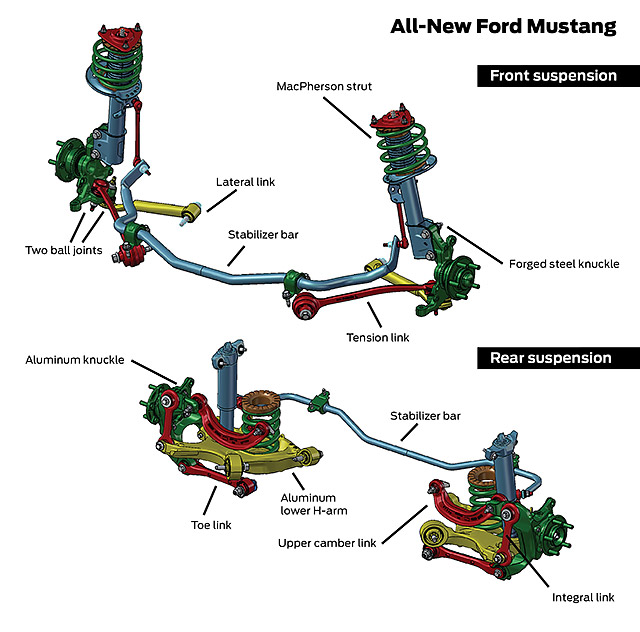 All-New Ford Mustang
Front suspension
MacPherson strut
Lateral link
Two ball joints
Stabilizer bar
Forged steel knuckle
Tension link
Rear suspension
Aluminum knuckle
Stabilizer bar
Toe link
Aluminum
lower H-arm
Upper camber link
Integral link